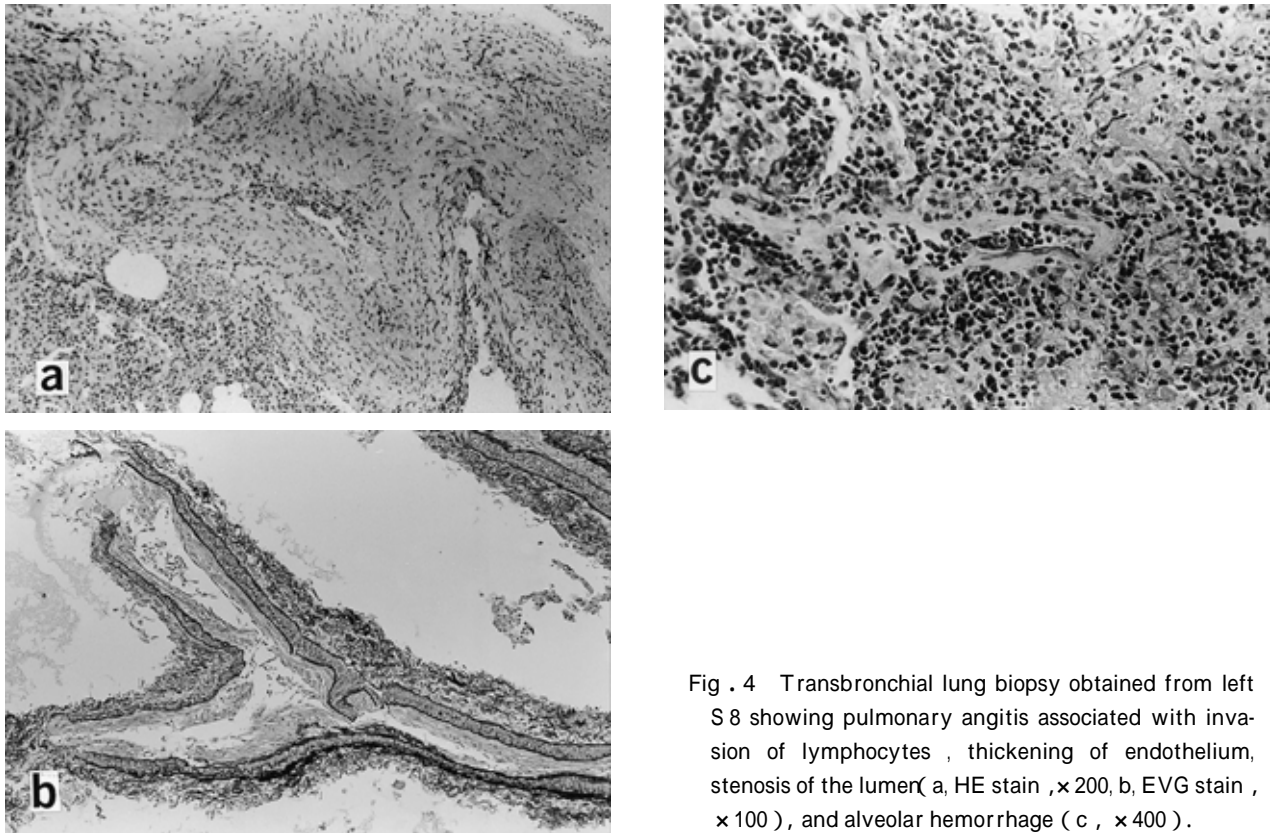 a
c
b
Fig . 4 Transbronchial lung biopsy obtained from left
S 8 showing pulmonary angitis associated with inva-
sion of lymphocytes , thickening of endothelium,
stenosis of the lumen( a, HE stain , × 200, b, EVG stain ,
× 100 ) , and alveolar hemorrhage ( c , × 400 ) .